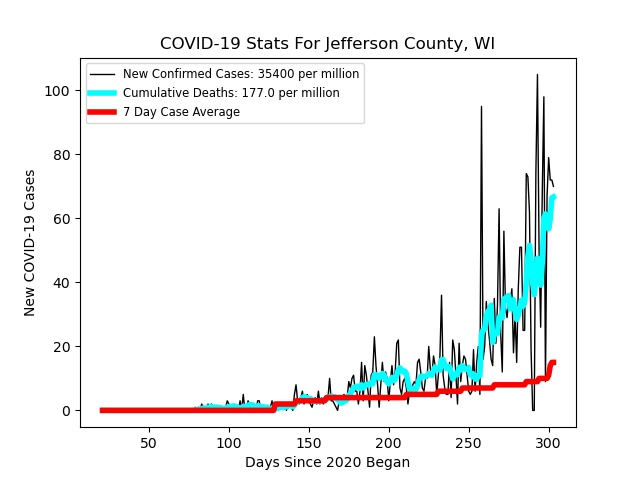 COVID-19 Stats For Jefferson County, WI
New Confirmed Cases: 35400 per million
Cumulative Deaths: 177.0 per million
7 Day Case Average
New COVID-19 Cases
100
80
60
40
20
0
50 100 150 200 250 300
Days Since 2020 Began